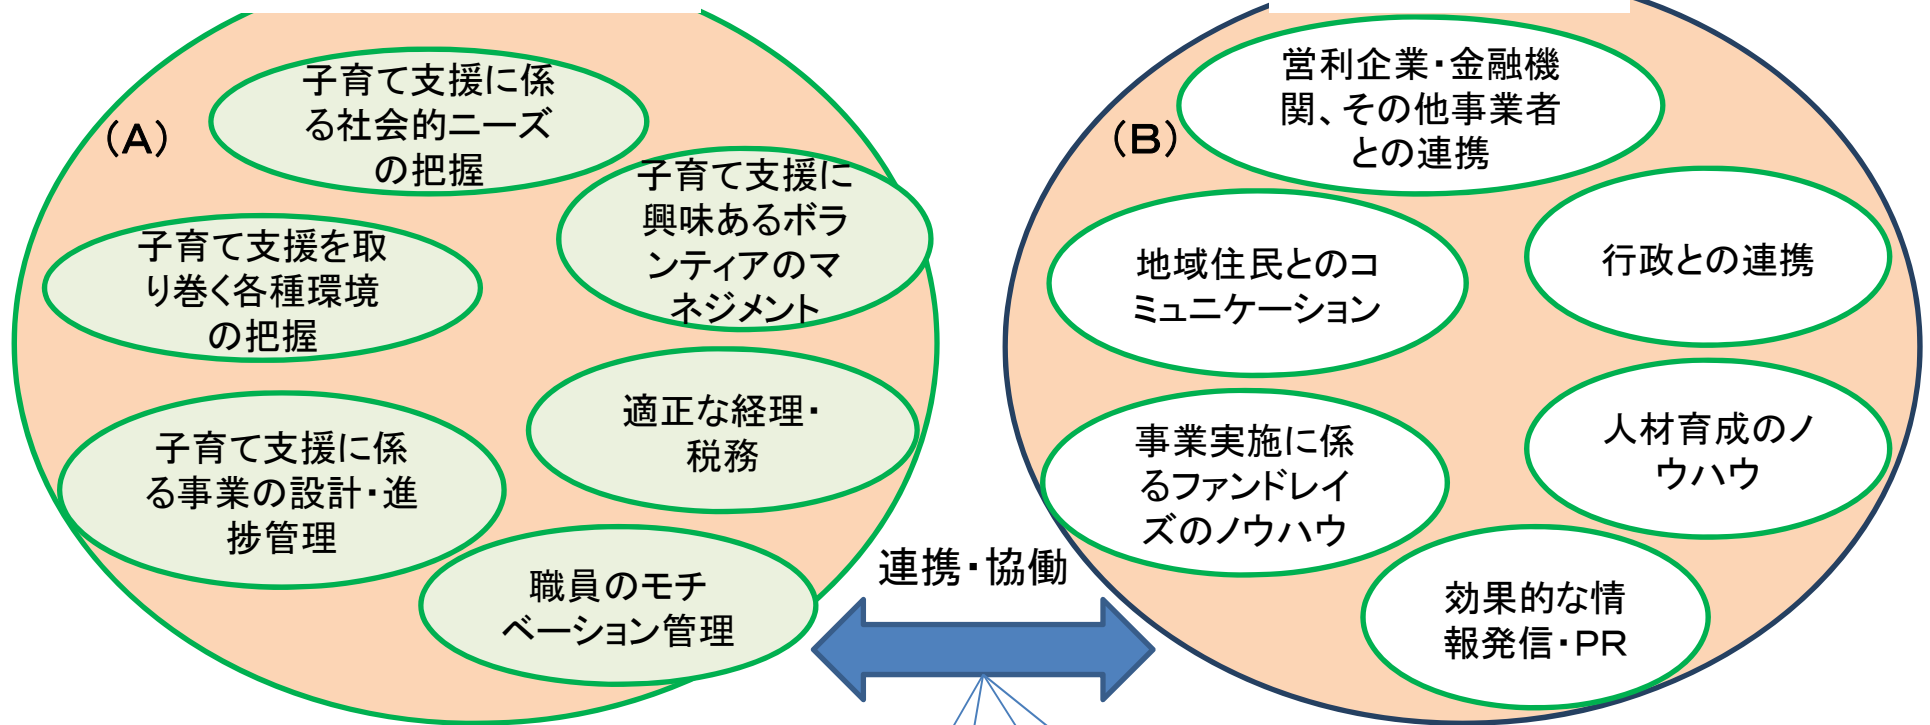 (A)
子育て支援に係
る社会的ニーズ
の把握
子育て支援に
興味あるボラ
ンティアのマ
ネジメント
子育て支援を取
り巻く各種環境
の把握
適正な経理・
税務
子育て支援に係
る事業の設計・進
捗管理
職員のモチ
ベーション管理
連携・協働
(B)
営利企業・金融機
関、その他事業者
との連携
地域住民とのコ
ミュニケーション
行政との連携
事業実施に係
るファンドレイ
ズのノウハウ
人材育成のノ
ウハウ
効果的な情
報発信・PR